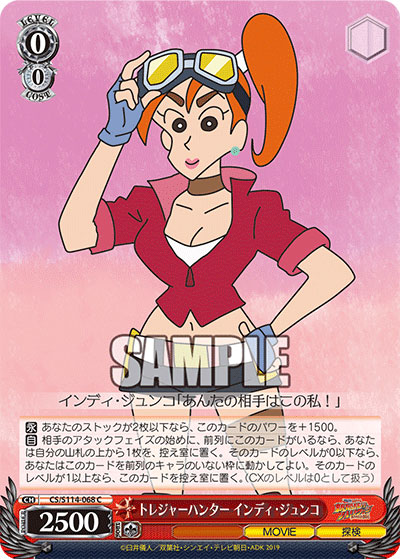 LEVEL
0
0
COST
SAMPLE
インディ・ジュンコ「あんたの相手はこの私!」
永 あなたのストックが2枚以下なら、このカードのパワーを+1500。
自 相手のアタックフェイズの始めに、前列にこのカードがいるなら、あなたは自分の山札の上から1枚を、控え室に置く。そのカードのレベルが0以下なら、あなたはこのカードを前列のキャラのいない枠に動かしてよい。そのカードのレベルが1以上なら、このカードを控え室に置く。(CXのレベルは0として扱う)
CH CS/S114-068 C
2500
トレジャーハンター インディ・ジュンコ
MOVIE 探検
©臼井儀人/双葉社・シンエイ・テレビ朝日・ADK 2019